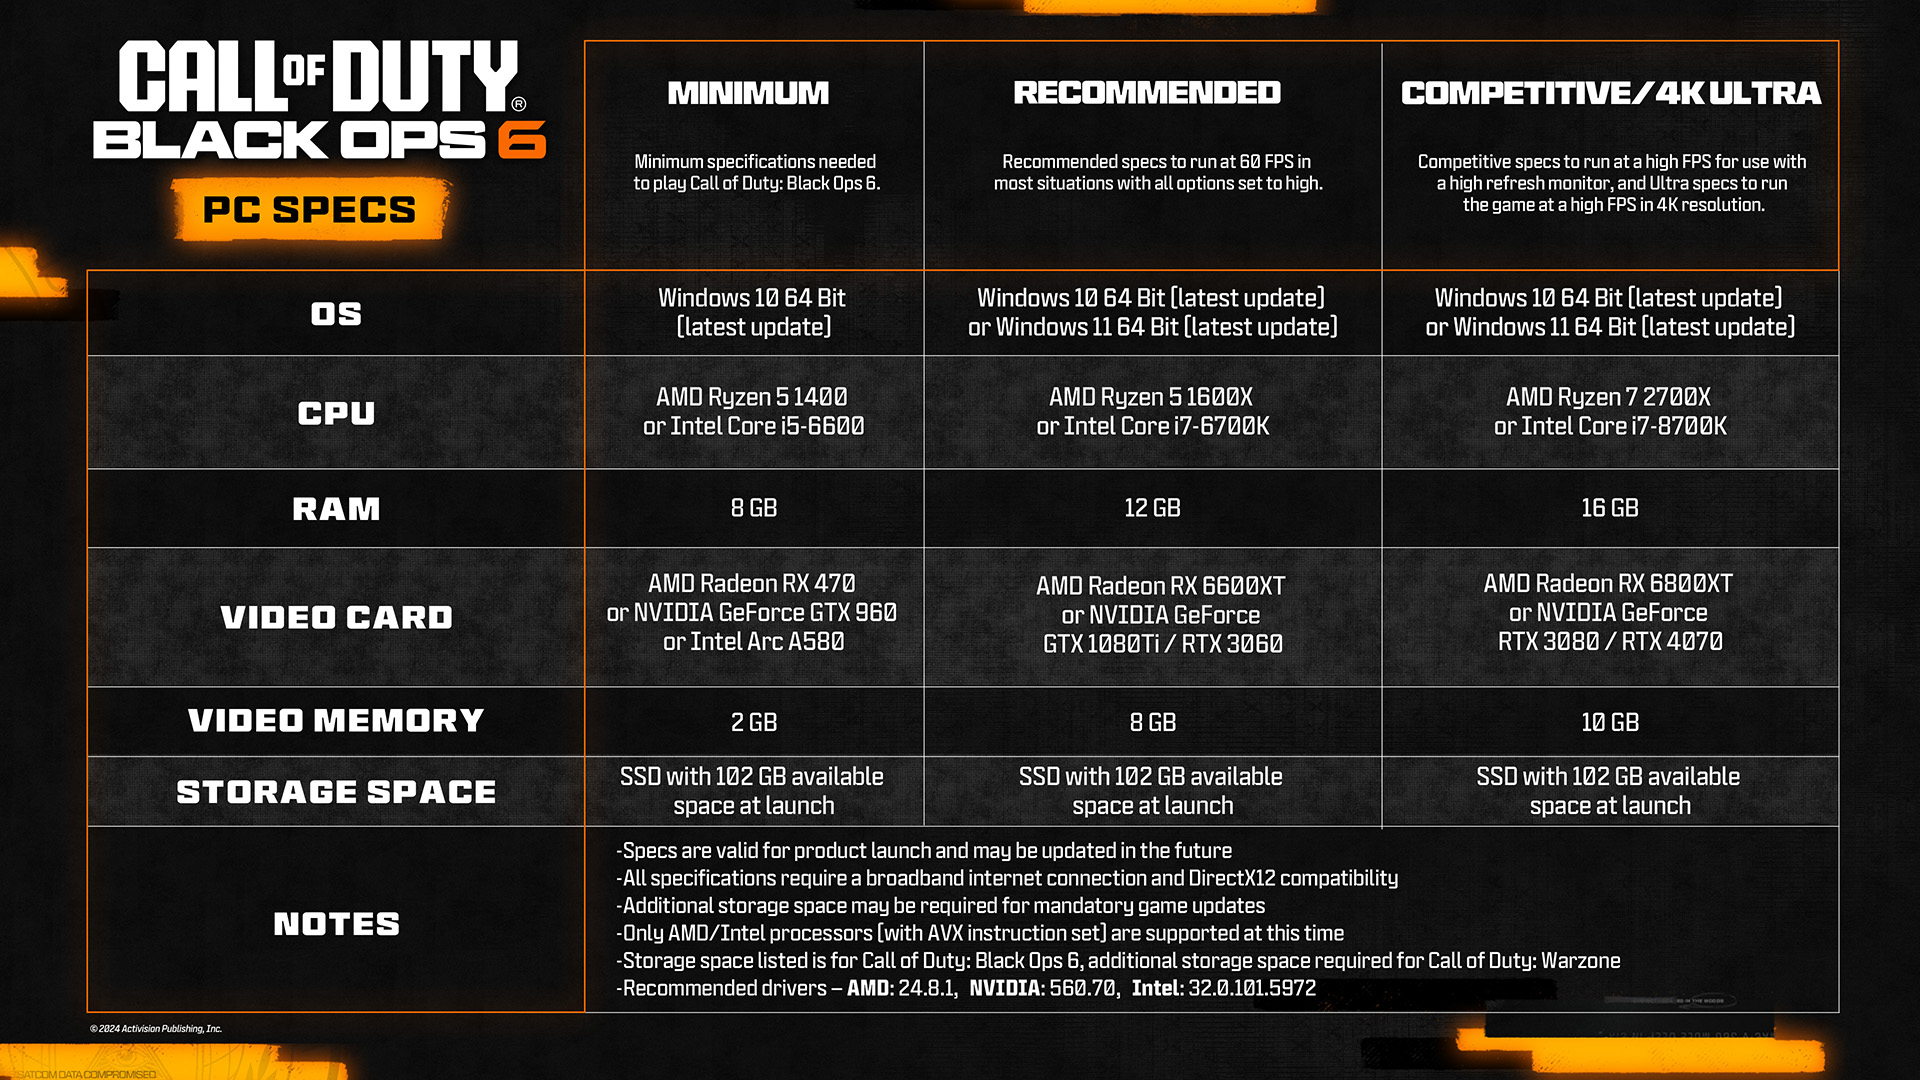 CALL OF DUTY®
BLACK OPS 6
PC SPECS
MINIMUM
Minimum specifications needed
to play Call of Duty: Black Ops 6.
RECOMMENDED
Recommended specs to run at 60 FPS in
most situations with all options set to high.
COMPETITIVE/4K ULTRA
Competitive specs to run at a high FPS for use with
a high refresh monitor, and Ultra specs to run
the game at a high FPS in 4K resolution.
OS
Windows 10 64 Bit
[latest update]
Windows 10 64 Bit [latest update]
or Windows 11 64 Bit [latest update]
Windows 10 64 Bit [latest update]
or Windows 11 64 Bit [latest update]
CPU
AMD Ryzen 5 1400
or Intel Core i5-6600
AMD Ryzen 5 1600X
or Intel Core i7-6700K
AMD Ryzen 7 2700X
or Intel Core i7-8700K
RAM
8 GB
12 GB
16 GB
VIDEO CARD
AMD Radeon RX 470
or NVIDIA GeForce GTX 960
or Intel Arc A580
AMD Radeon RX 6600XT
or NVIDIA GeForce
GTX 1080Ti / RTX 3060
AMD Radeon RX 6800XT
or NVIDIA GeForce
RTX 3080 / RTX 4070
VIDEO MEMORY
2 GB
8 GB
10 GB
STORAGE SPACE
SSD with 102 GB available
space at launch
SSD with 102 GB available
space at launch
SSD with 102 GB available
space at launch
NOTES
-Specs are valid for product launch and may be updated in the future
-All specifications require a broadband internet connection and DirectX12 compatibility
-Additional storage space may be required for mandatory game updates
-Only AMD/Intel processors [with AVX instruction set] are supported at this time
-Storage space listed is for Call of Duty: Black Ops 6, additional storage space required for Call of Duty: Warzone
-Recommended drivers – AMD: 24.8.1, NVIDIA: 560.70, Intel: 32.0.101.5972
© 2024 Activision Publishing, Inc.
SATCOM DATA COMPROMISED